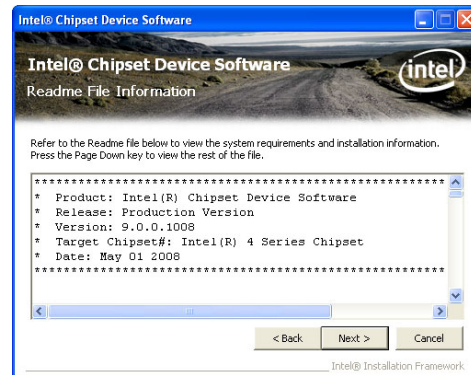 Intel® Chipset Device Software
Intel® Chipset Device Software
intel
Readme File Information
Refer to the Readme file below to view the system requirements and installation information.
Press the Page Down key to view the rest of the file.
*********************************************************
* Product: Intel(R) Chipset Device Software
* Release: Production Version
* Version: 9.0.0.1008
* Target Chipset#: Intel(R) 4 Series Chipset
* Date: May 01 2008
*********************************************************
< Back
Next >
Cancel
Intel® Installation Framework